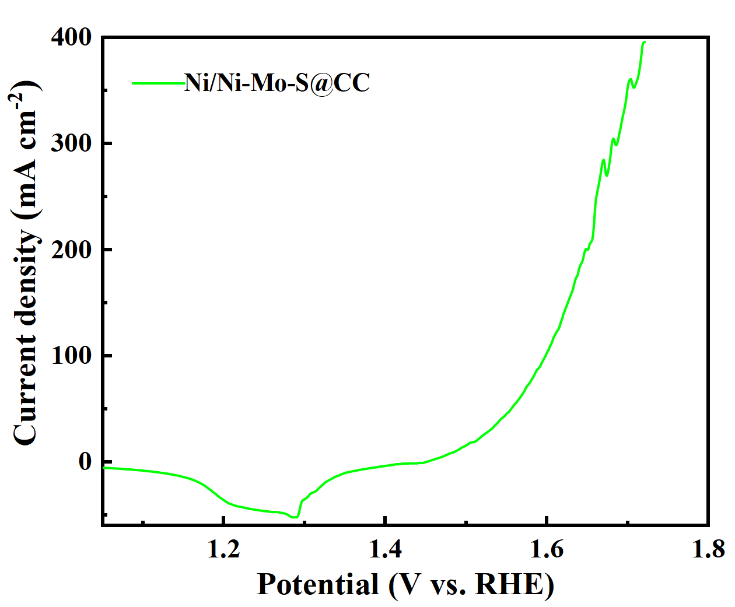 400
Ni/Ni-Mo-S@CC
300
200
100
0
Current density (mA cm⁻²)
1.2 1.4 1.6 1.8
Potential (V vs. RHE)